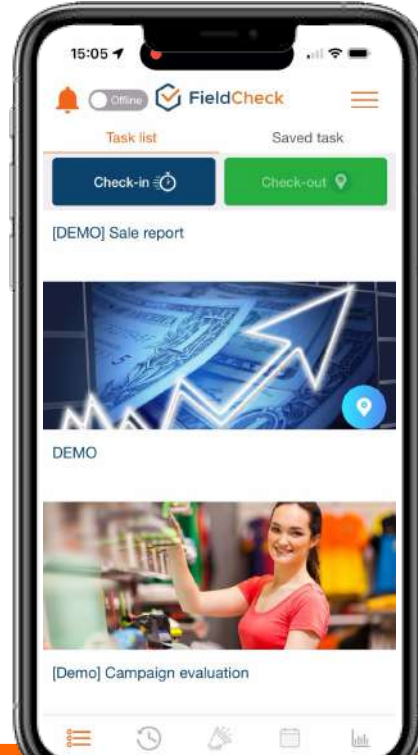 15:05
Offline
FieldCheck
Task list
Saved task
Check-in
Check-out
[DEMO] Sale report
DEMO
[Demo] Campaign evaluation